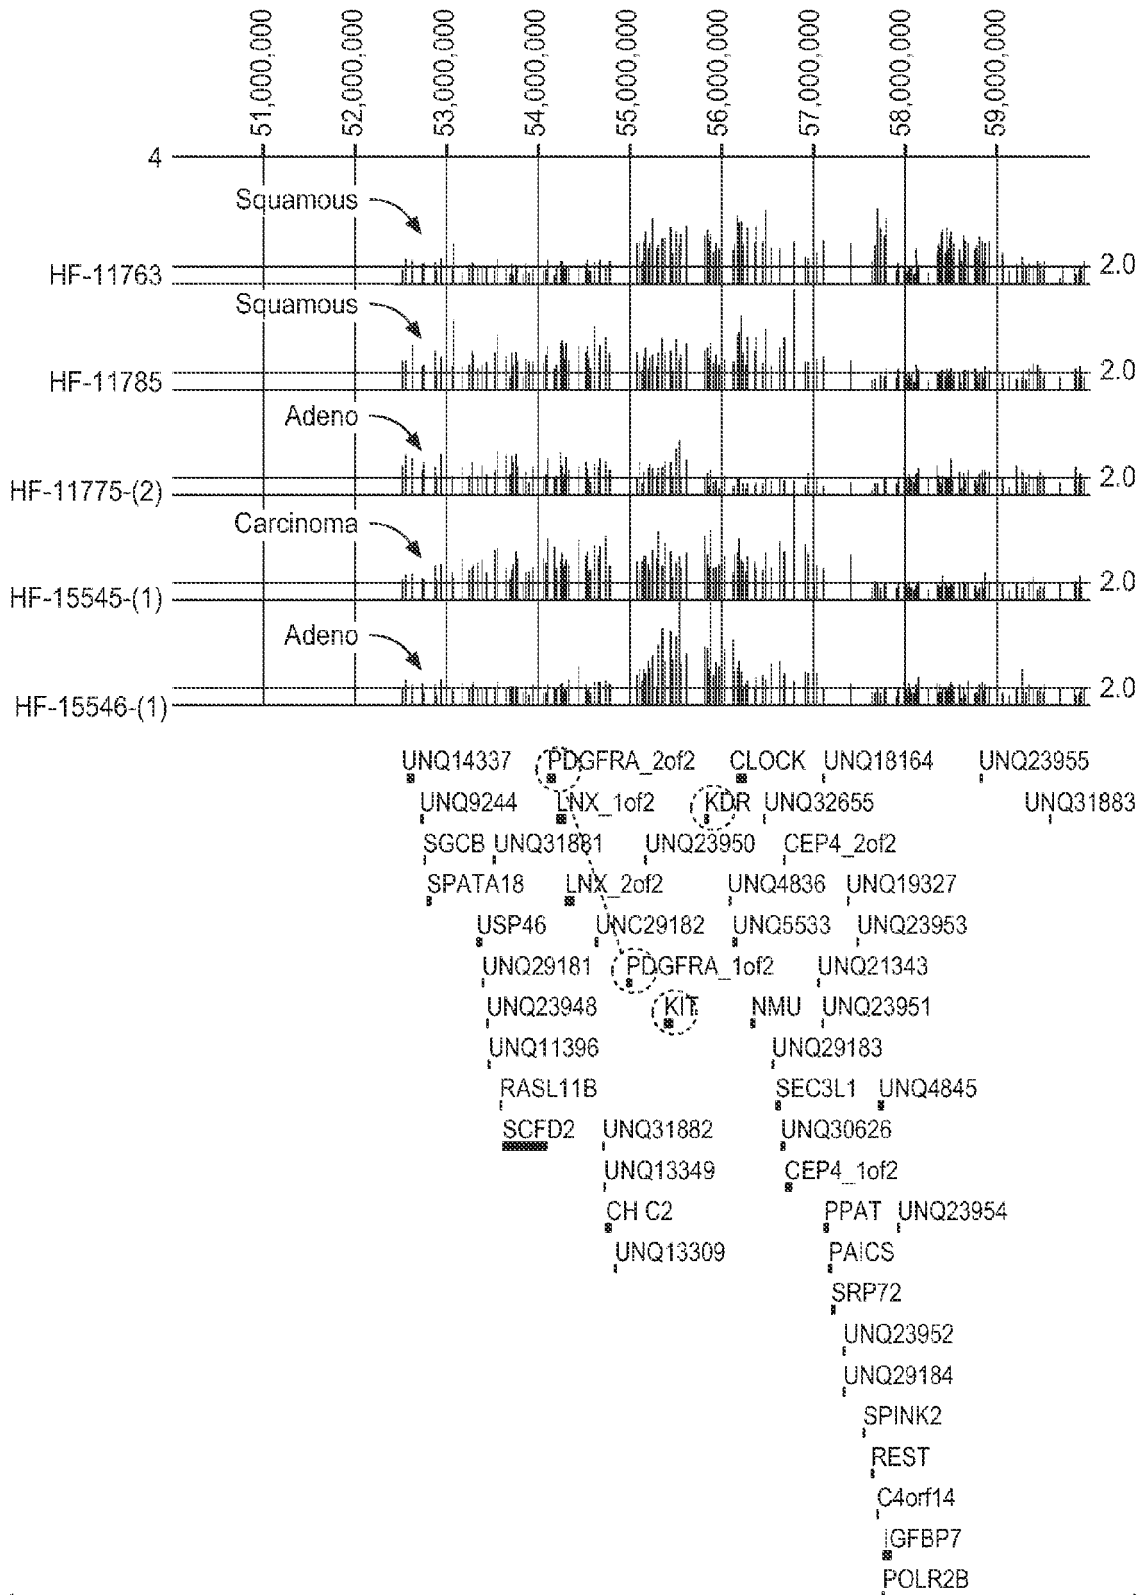 51,000,000 52,000,000 53,000,000 54,000,000 55,000,000 56,000,000 57,000,000 58,000,000 59,000,000
4
Squamous
HF-11763 2.0
Squamous
HF-11785 2.0
Adeno
HF-11775-(2) 2.0
Carcinoma
HF-15545-(1) 2.0
Adeno
HF-15546-(1) 2.0
UNQ14337 PDGFRA_2of2 CLOCK UNQ18164 UNQ23955
UNQ9244 LNX_1of2 KDR UNQ32655 UNQ31883
SGCB UNQ31881 UNQ23950 CEP4_2of2
SPATA18 LNX_2of2 UNQ4836 UNQ19327
USP46 UNC29182 UNQ5533 UNQ23953
UNQ29181 PDGFRA_1of2 UNQ21343
UNQ23948 KIT NMU UNQ23951
UNQ11396 UNQ29183
RASL11B SEC3L1 UNQ4845
SCFD2 UNQ31882 UNQ30626
UNQ13349 CEP4_1of2
CH C2 PPAT UNQ23954
UNQ13309 PAICS
SRP72
UNQ23952
UNQ29184
SPINK2
REST
C4orf14
IGFBP7
POLR2B